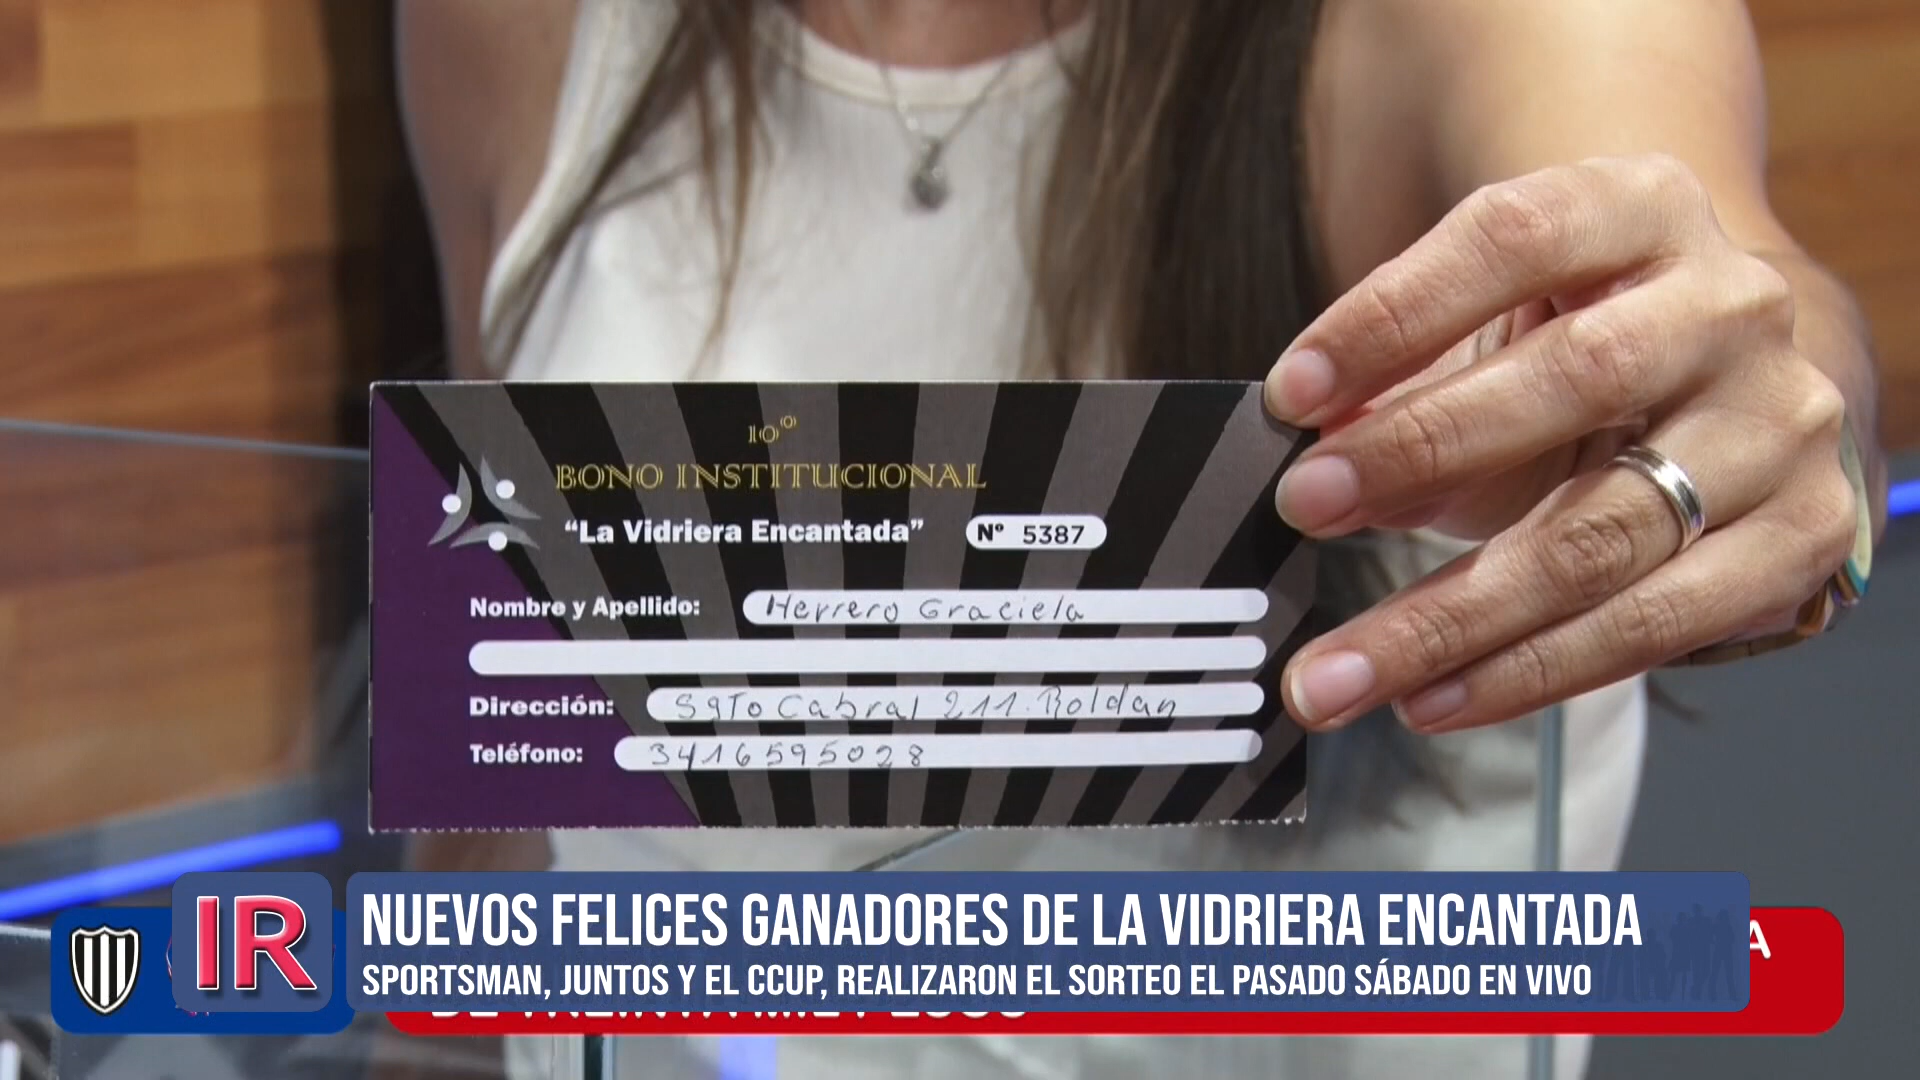 10º
BONO INSTITUCIONAL
“La Vidriera Encantada”
Nº 5387
Nombre y Apellido: Herrero Graciela
Dirección: SgTo Cabral 211. Roldan
Teléfono: 3416595028
IR
NUEVOS FELICES GANADORES DE LA VIDRIERA ENCANTADA
SPORTSMAN, JUNTOS Y EL CCUP, REALIZARON EL SORTEO EL PASADO SÁBADO EN VIVO